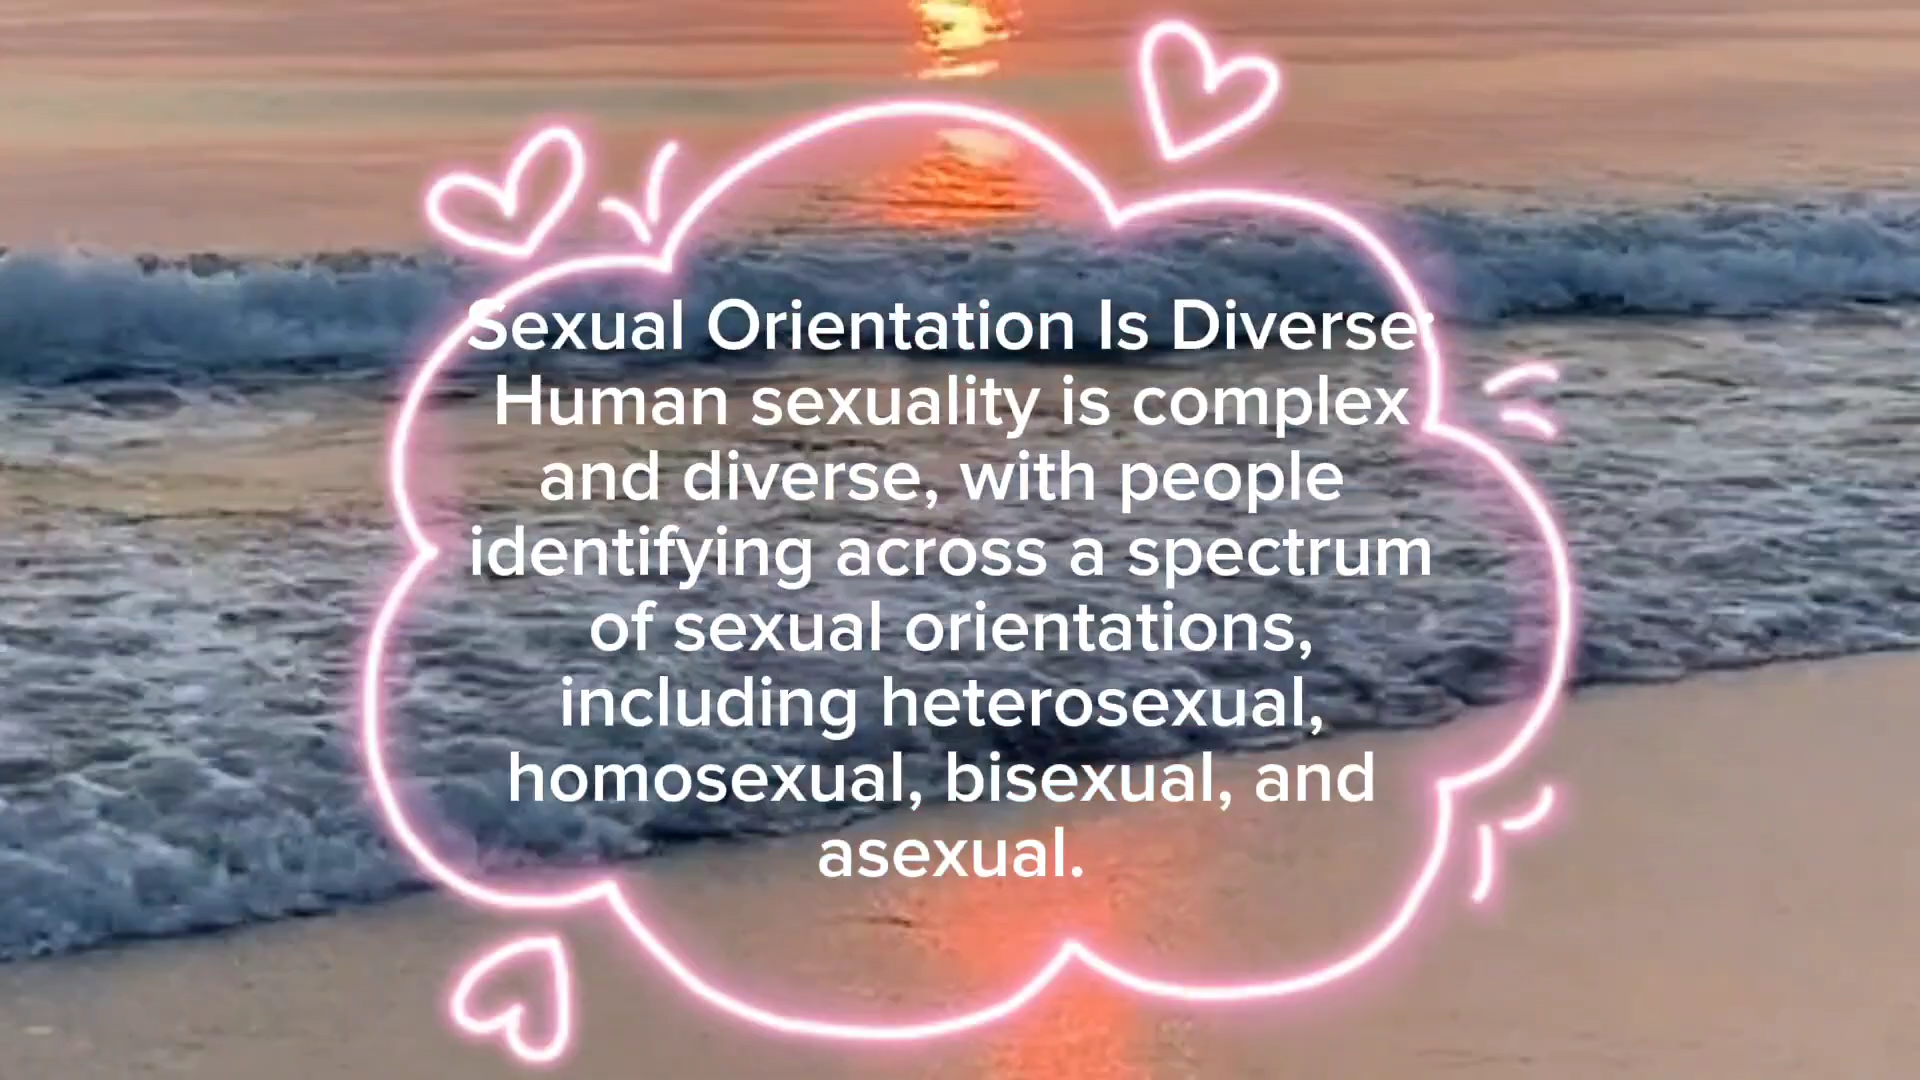 Sexual Orientation Is Diverse:
Human sexuality is complex
and diverse, with people
identifying across a spectrum
of sexual orientations,
including heterosexual,
homosexual, bisexual, and
asexual.